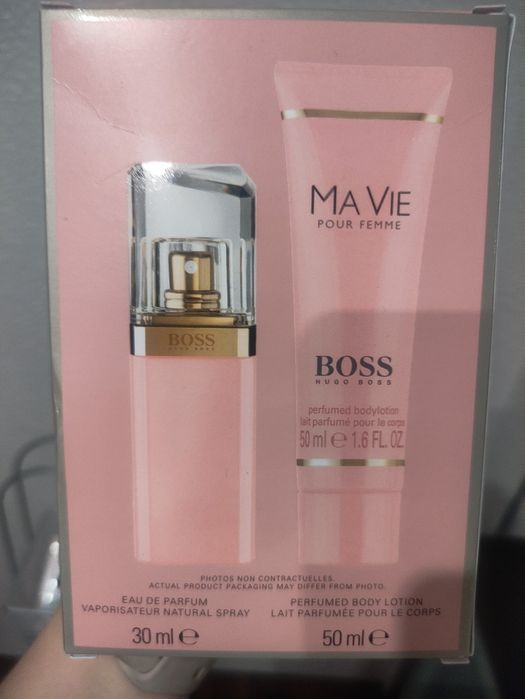 MA VIE
POUR FEMME
BOSS
HUGO BOSS
BOSS
HUGO BOSS
perfumed bodylotion
lait parfumé pour le corps
50 ml e 1.6 FL. OZ.
PHOTOS NON CONTRACTUELLES.
ACTUAL PRODUCT PACKAGING MAY DIFFER FROM PHOTO.
EAU DE PARFUM
VAPORISATEUR NATURAL SPRAY
30 ml e
PERFUMED BODY LOTION
LAIT PARFUMÉE POUR LE CORPS
50 ml e